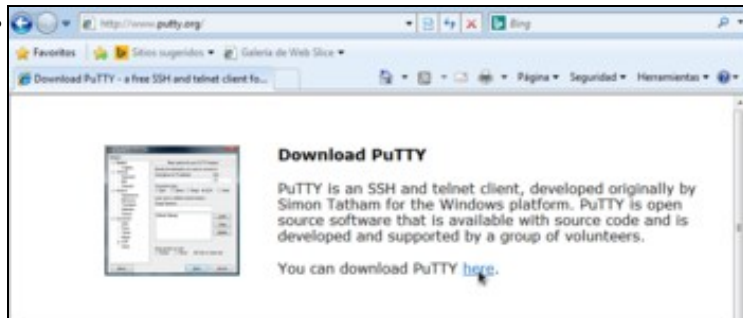 http://www.putty.org/
Bing
Favoritos
Sitios sugeridos
Galería de Web Slice
Download PuTTY - a free SSH and telnet client fo...
Página
Seguridad
Herramientas
Download PuTTY
PuTTY is an SSH and telnet client, developed originally by
Simon Tatham for the Windows platform. PuTTY is open
source software that is available with source code and is
developed and supported by a group of volunteers.
You can download PuTTY here.